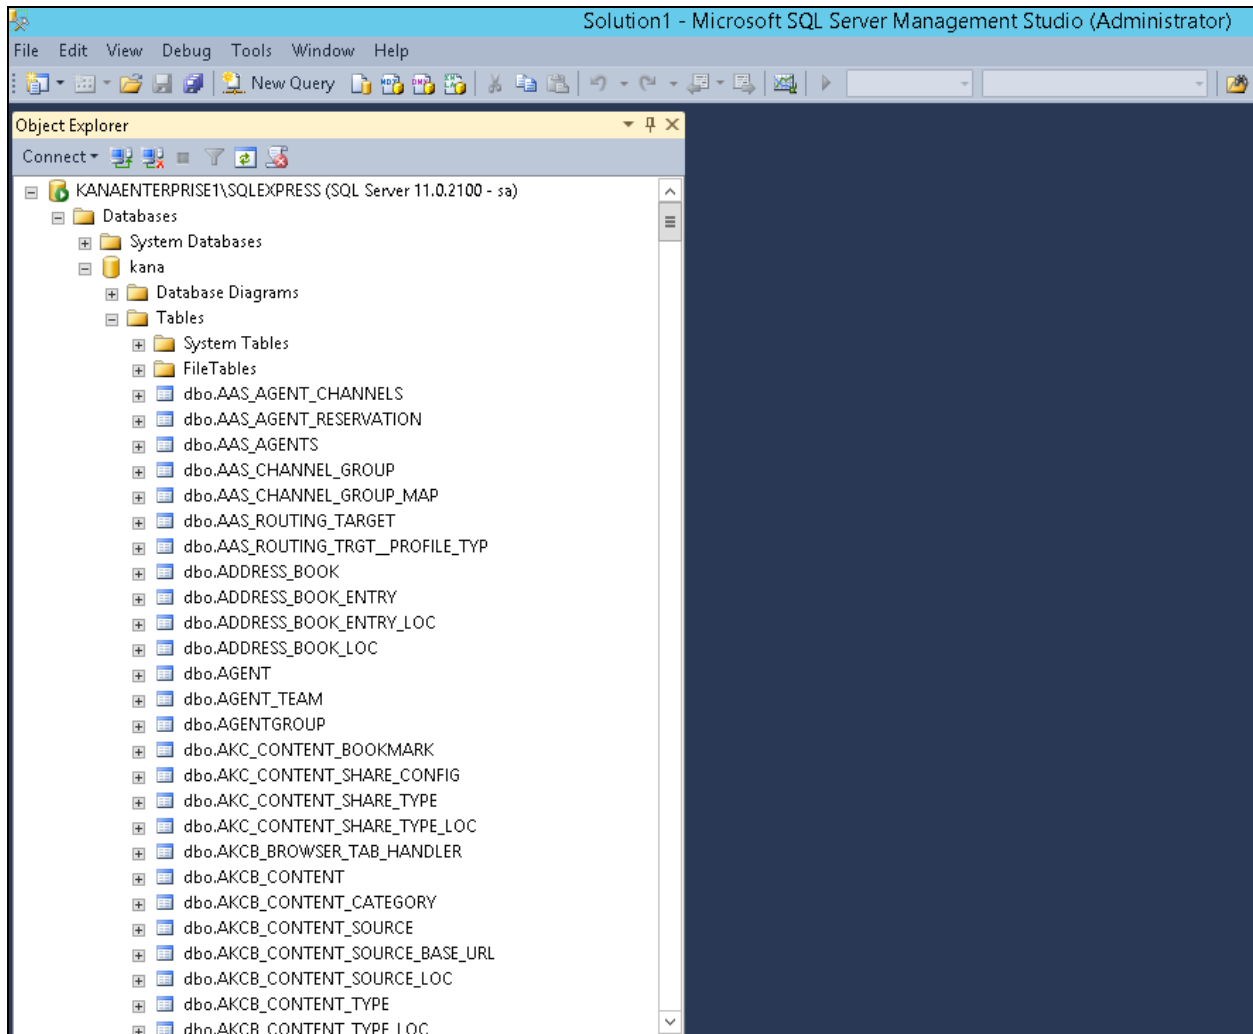 Solution1 - Microsoft SQL Server Management Studio (Administrator)
File Edit View Debug Tools Window Help
New Query
Object Explorer
Connect
KANAENTERPRISE1\SQLEXPRESS (SQL Server 11.0.2100 - sa)
Databases
System Databases
kana
Database Diagrams
Tables
System Tables
FileTables
dbo.AAS_AGENT_CHANNELS
dbo.AAS_AGENT_RESERVATION
dbo.AAS_AGENTS
dbo.AAS_CHANNEL_GROUP
dbo.AAS_CHANNEL_GROUP_MAP
dbo.AAS_ROUTING_TARGET
dbo.AAS_ROUTING_TRGT__PROFILE_TYP
dbo.ADDRESS_BOOK
dbo.ADDRESS_BOOK_ENTRY
dbo.ADDRESS_BOOK_ENTRY_LOC
dbo.ADDRESS_BOOK_LOC
dbo.AGENT
dbo.AGENT_TEAM
dbo.AGENTGROUP
dbo.AKC_CONTENT_BOOKMARK
dbo.AKC_CONTENT_SHARE_CONFIG
dbo.AKC_CONTENT_SHARE_TYPE
dbo.AKC_CONTENT_SHARE_TYPE_LOC
dbo.AKCB_BROWSER_TAB_HANDLER
dbo.AKCB_CONTENT
dbo.AKCB_CONTENT_CATEGORY
dbo.AKCB_CONTENT_SOURCE
dbo.AKCB_CONTENT_SOURCE_BASE_URL
dbo.AKCB_CONTENT_SOURCE_LOC
dbo.AKCB_CONTENT_TYPE
dbo.AKCB_CONTENT_TYPE_LOC